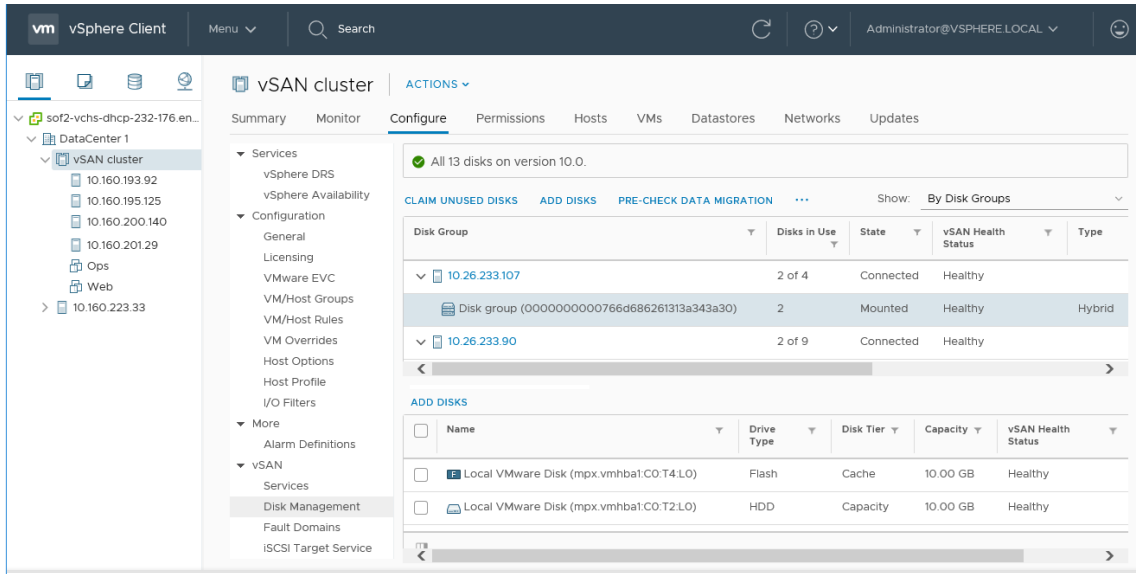 vm vSphere Client Menu Search Administrator@VSPHERE.LOCAL
sof2-vchs-dhcp-232-176.en...
DataCenter 1
vSAN cluster
10.160.193.92
10.160.195.125
10.160.200.140
10.160.201.29
Ops
Web
10.160.223.33
vSAN cluster ACTIONS
Summary Monitor Configure Permissions Hosts VMs Datastores Networks Updates
Services
vSphere DRS
vSphere Availability
Configuration
General
Licensing
VMware EVC
VM/Host Groups
VM/Host Rules
VM Overrides
Host Options
Host Profile
I/O Filters
More
Alarm Definitions
vSAN
Services
Disk Management
Fault Domains
iSCSI Target Service
All 13 disks on version 10.0.
CLAIM UNUSED DISKS ADD DISKS PRE-CHECK DATA MIGRATION ... Show: By Disk Groups
Disk Group Disks in Use State vSAN Health Status Type
10.26.233.107 2 of 4 Connected Healthy
Disk group (0000000000766d686261313a343a30) 2 Mounted Healthy Hybrid
10.26.233.90 2 of 9 Connected Healthy
ADD DISKS
Name Drive Type Disk Tier Capacity vSAN Health Status
F Local VMware Disk (mpx.vmhba1:C0:T4:L0) Flash Cache 10.00 GB Healthy
Local VMware Disk (mpx.vmhba1:C0:T2:L0) HDD Capacity 10.00 GB Healthy